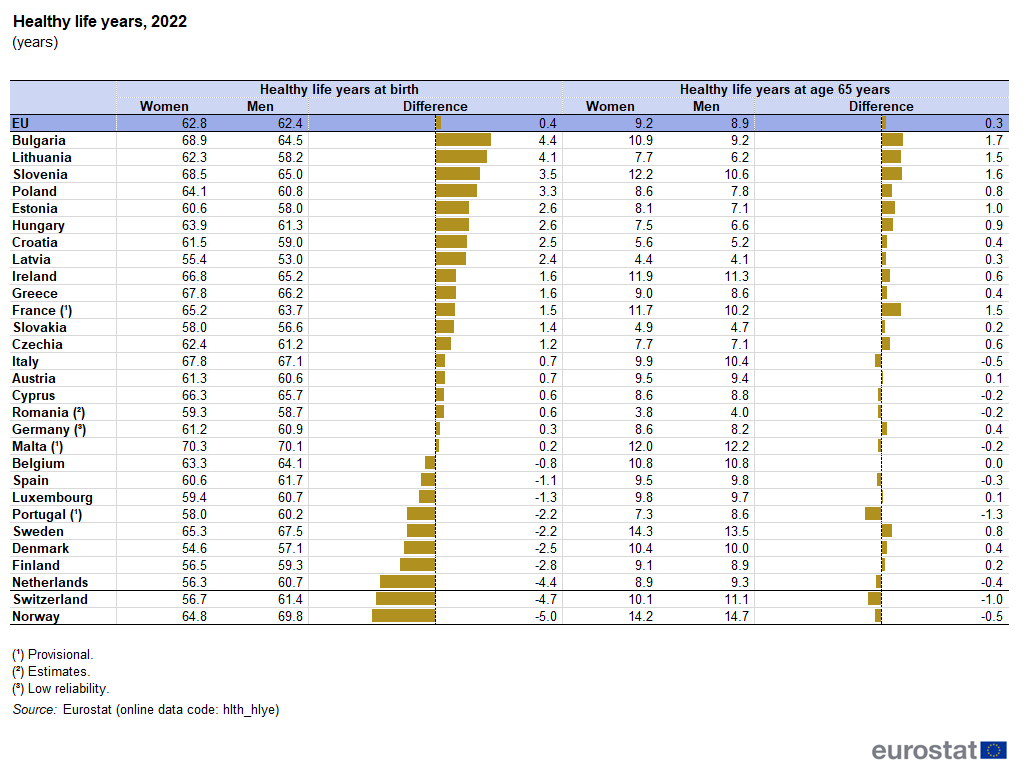 Healthy life years, 2022
(years)
Healthy life years at birth Healthy life years at age 65 years
Women Men Difference Women Men Difference
EU 62.8 62.4 0.4 9.2 8.9 0.3
Bulgaria 68.9 64.5 4.4 10.9 9.2 1.7
Lithuania 62.3 58.2 4.1 7.7 6.2 1.5
Slovenia 68.5 65.0 3.5 12.2 10.6 1.6
Poland 64.1 60.8 3.3 8.6 7.8 0.8
Estonia 60.6 58.0 2.6 8.1 7.1 1.0
Hungary 63.9 61.3 2.6 7.5 6.6 0.9
Croatia 61.5 59.0 2.5 5.6 5.2 0.4
Latvia 55.4 53.0 2.4 4.4 4.1 0.3
Ireland 66.8 65.2 1.6 11.9 11.3 0.6
Greece 67.8 66.2 1.6 9.0 8.6 0.4
France (¹) 65.2 63.7 1.5 11.7 10.2 1.5
Slovakia 58.0 56.6 1.4 4.9 4.7 0.2
Czechia 62.4 61.2 1.2 7.7 7.1 0.6
Italy 67.8 67.1 0.7 9.9 10.4 -0.5
Austria 61.3 60.6 0.7 9.5 9.4 0.1
Cyprus 66.3 65.7 0.6 8.6 8.8 -0.2
Romania (²) 59.3 58.7 0.6 3.8 4.0 -0.2
Germany (³) 61.2 60.9 0.3 8.6 8.2 0.4
Malta (¹) 70.3 70.1 0.2 12.0 12.2 -0.2
Belgium 63.3 64.1 -0.8 10.8 10.8 0.0
Spain 60.6 61.7 -1.1 9.5 9.8 -0.3
Luxembourg 59.4 60.7 -1.3 9.8 9.7 0.1
Portugal (¹) 58.0 60.2 -2.2 7.3 8.6 -1.3
Sweden 65.3 67.5 -2.2 14.3 13.5 0.8
Denmark 54.6 57.1 -2.5 10.4 10.0 0.4
Finland 56.5 59.3 -2.8 9.1 8.9 0.2
Netherlands 56.3 60.7 -4.4 8.9 9.3 -0.4
Switzerland 56.7 61.4 -4.7 10.1 11.1 -1.0
Norway 64.8 69.8 -5.0 14.2 14.7 -0.5
(¹) Provisional.
(²) Estimates.
(³) Low reliability.
Source: Eurostat (online data code: hlth_hlye)
eurostat